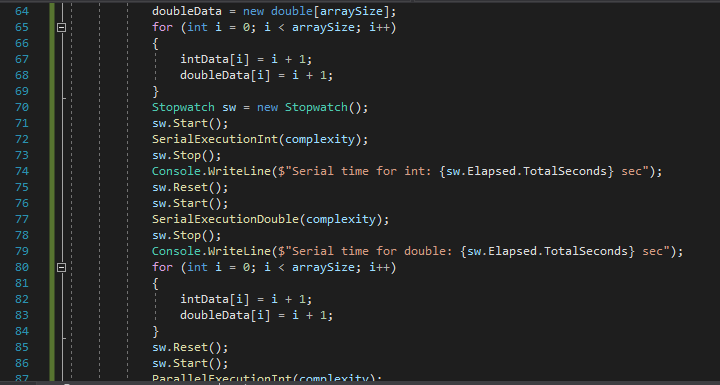 64 doubleData = new double[arraySize];
65 for (int i = 0; i < arraySize; i++)
66 {
67 intData[i] = i + 1;
68 doubleData[i] = i + 1;
69 }
70 Stopwatch sw = new Stopwatch();
71 sw.Start();
72 SerialExecutionInt(complexity);
73 sw.Stop();
74 Console.WriteLine($"Serial time for int: {sw.Elapsed.TotalSeconds} sec");
75 sw.Reset();
76 sw.Start();
77 SerialExecutionDouble(complexity);
78 sw.Stop();
79 Console.WriteLine($"Serial time for double: {sw.Elapsed.TotalSeconds} sec");
80 for (int i = 0; i < arraySize; i++)
81 {
82 intData[i] = i + 1;
83 doubleData[i] = i + 1;
84 }
85 sw.Reset();
86 sw.Start();
87 ParallelExecutionInt(complexity);